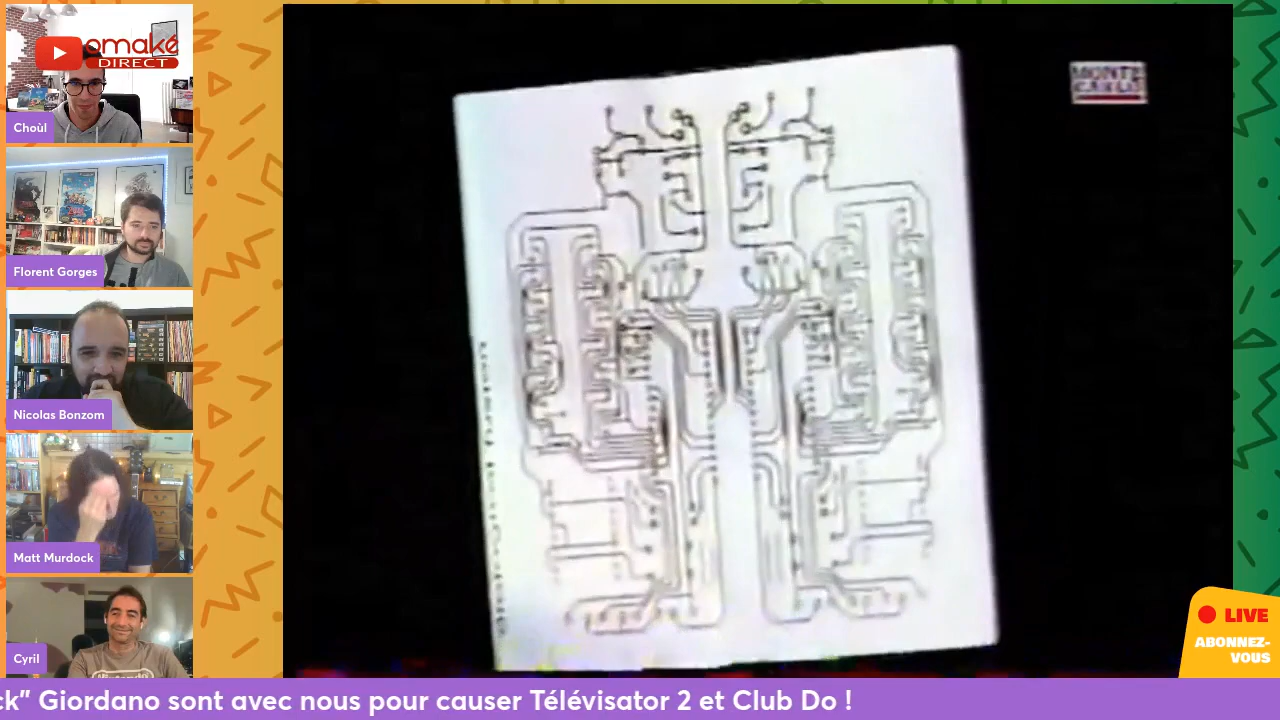 omaké
DIRECT
Choùl
Florent Gorges
Nicolas Bonzom
Matt Murdock
Cyril
MONTE
CARLO
LIVE
ABONNEZ-
VOUS
ck" Giordano sont avec nous pour causer Télévisator 2 et Club Do !